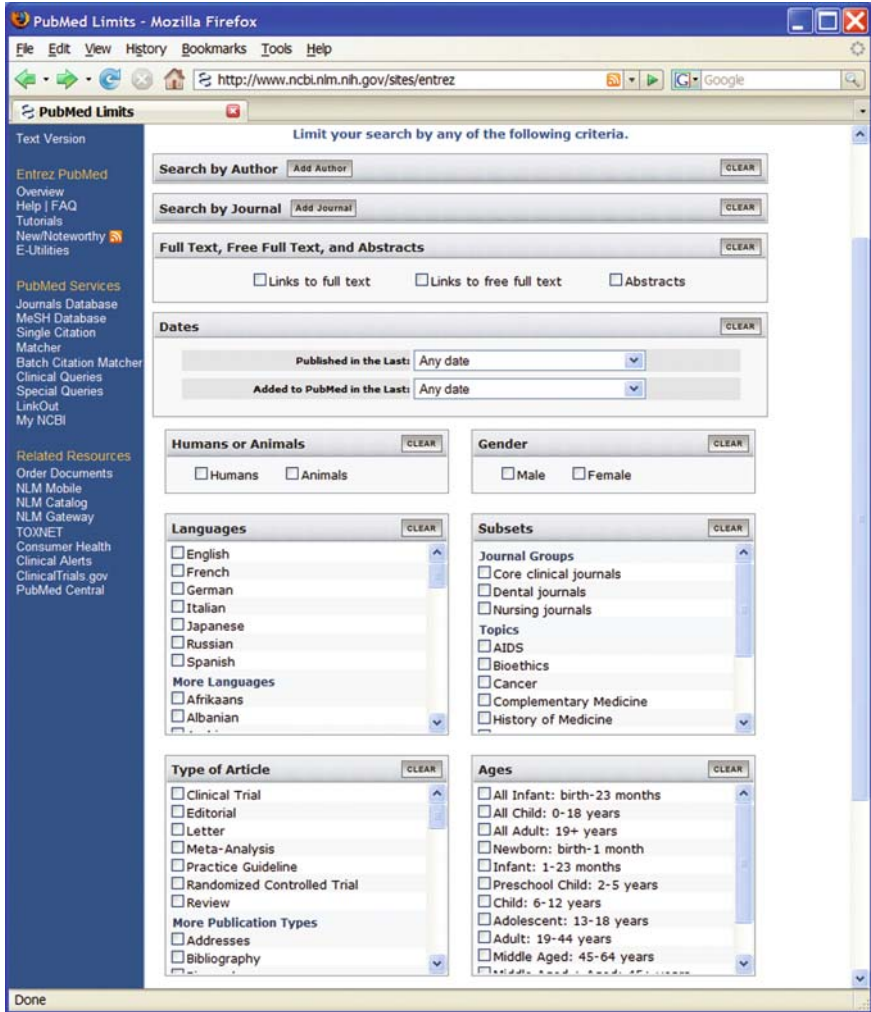 PubMed Limits - Mozilla Firefox
File Edit View History Bookmarks Tools Help
http://www.ncbi.nlm.nih.gov/sites/entrez
G Google
PubMed Limits
Text Version
Entrez PubMed
Overview
Help | FAQ
Tutorials
New/Noteworthy
E-Utilities
PubMed Services
Journals Database
MeSH Database
Single Citation
Matcher
Batch Citation Matcher
Clinical Queries
Special Queries
LinkOut
My NCBI
Related Resources
Order Documents
NLM Mobile
NLM Catalog
NLM Gateway
TOXNET
Consumer Health
Clinical Alerts
ClinicalTrials.gov
PubMed Central
Limit your search by any of the following criteria.
Search by Author Add Author CLEAR
Search by Journal Add Journal CLEAR
Full Text, Free Full Text, and Abstracts CLEAR
Links to full text Links to free full text Abstracts
Dates CLEAR
Published in the Last: Any date
Added to PubMed in the Last: Any date
Humans or Animals CLEAR
Humans Animals
Gender CLEAR
Male Female
Languages CLEAR
English
French
German
Italian
Japanese
Russian
Spanish
More Languages
Afrikaans
Albanian
Subsets CLEAR
Journal Groups
Core clinical journals
Dental journals
Nursing journals
Topics
AIDS
Bioethics
Cancer
Complementary Medicine
History of Medicine
Type of Article CLEAR
Clinical Trial
Editorial
Letter
Meta-Analysis
Practice Guideline
Randomized Controlled Trial
Review
More Publication Types
Addresses
Bibliography
Ages CLEAR
All Infant: birth-23 months
All Child: 0-18 years
All Adult: 19+ years
Newborn: birth-1 month
Infant: 1-23 months
Preschool Child: 2-5 years
Child: 6-12 years
Adolescent: 13-18 years
Adult: 19-44 years
Middle Aged: 45-64 years
Done